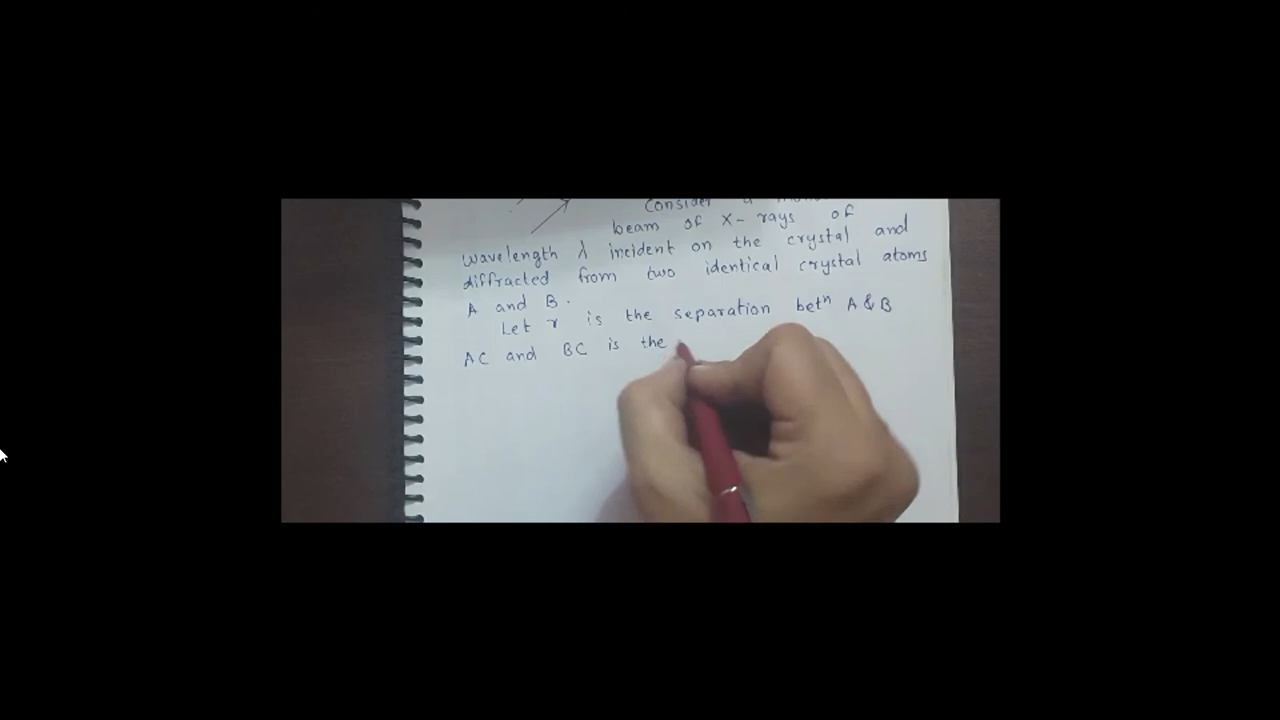 Consider a
beam of X-rays of
wavelength λ incident on the crystal and
diffracted from two identical crystal atoms
A and B.
Let r is the separation betⁿ A & B
AC and BC is the